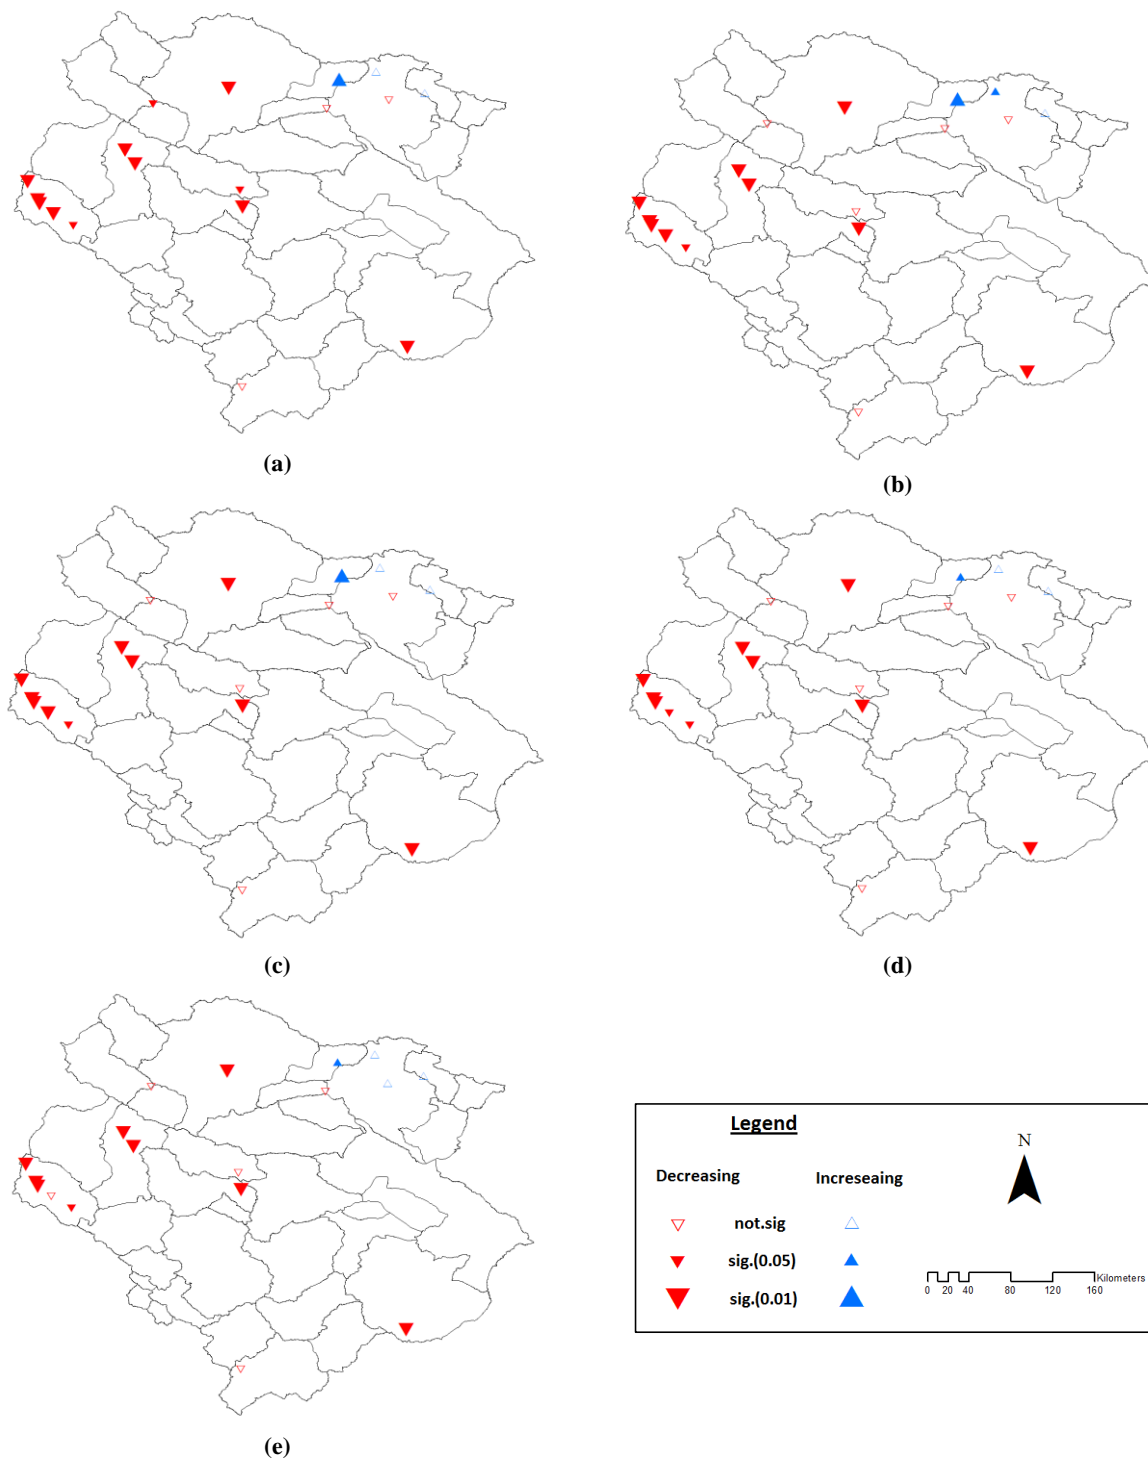 (a)
(b)
(c)
(d)
(e)
Legend
N
Decreasing Increseaing
not.sig
sig.(0.05)
sig.(0.01)
Kilometers
0 20 40 80 120 160